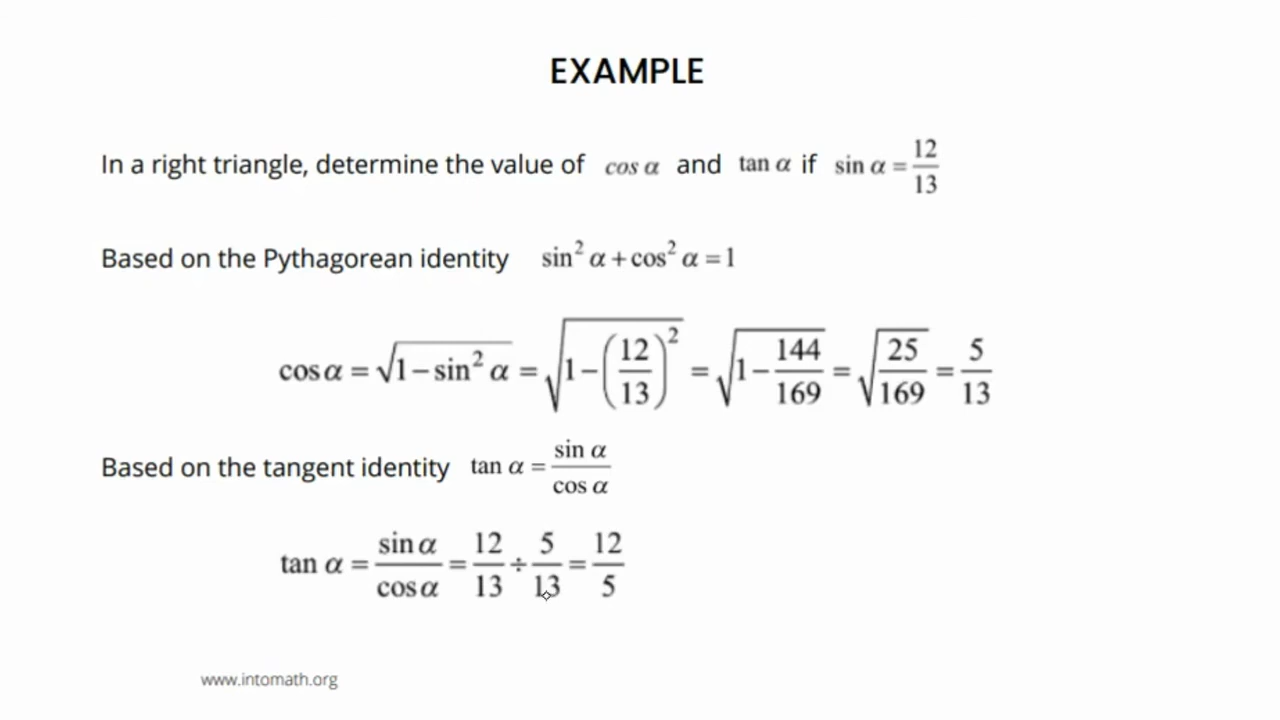 EXAMPLE
In a right triangle, determine the value of cos α and tan α if sin α = 12/13
Based on the Pythagorean identity sin² α + cos² α = 1
cos α = √(1 − sin² α) = √(1 − (12/13)²) = √(1 − 144/169) = √(25/169) = 5/13
Based on the tangent identity tan α = sin α / cos α
tan α = sin α / cos α = 12/13 ÷ 5/13 = 12/5
www.intomath.org